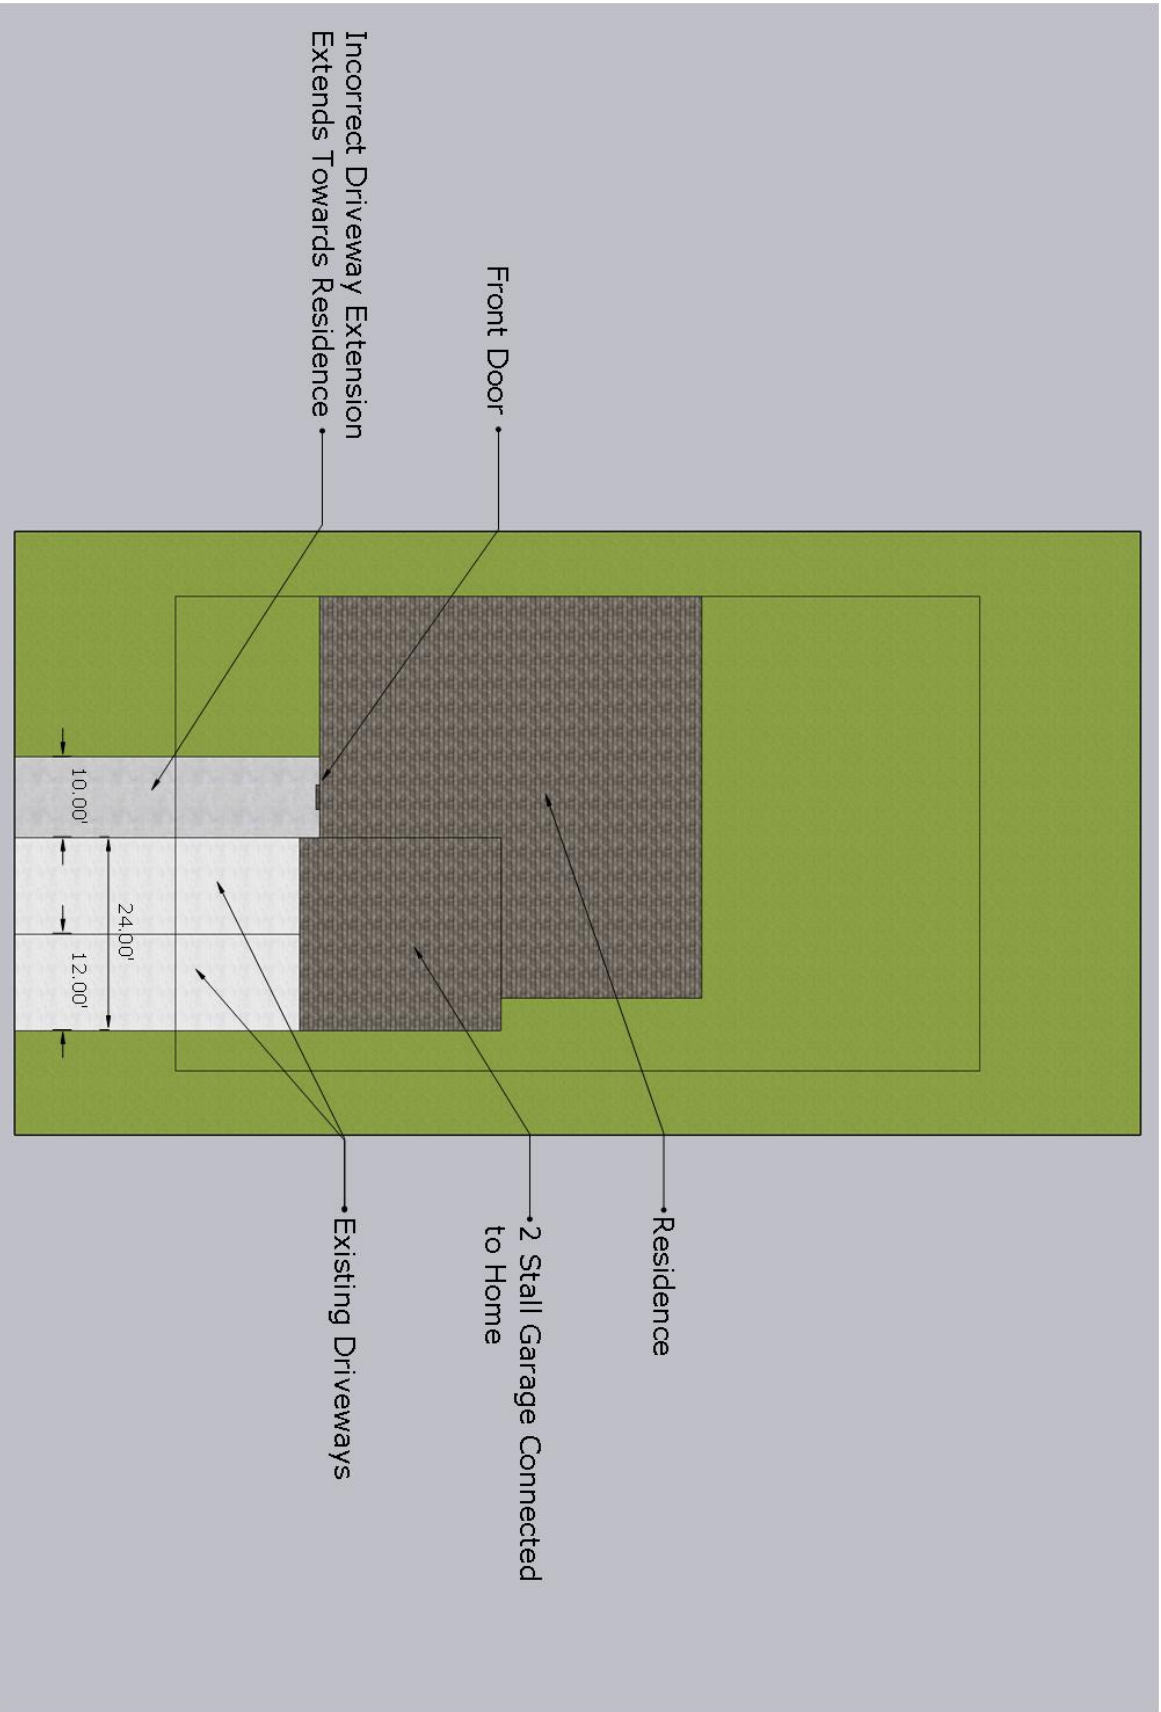 Incorrect Driveway Extension
Extends Towards Residence
Front Door
10.00'
24.00'
12.00'
Residence
2 Stall Garage Connected
to Home
Existing Driveways